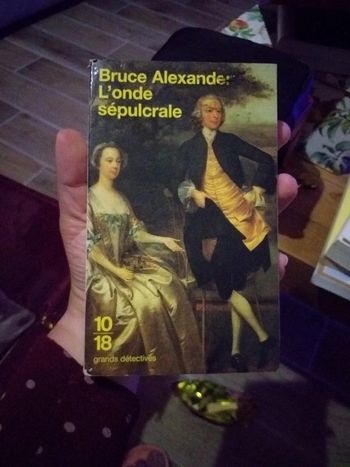 Bruce Alexander
L'onde
sépulcrale
10
18
grands détectives